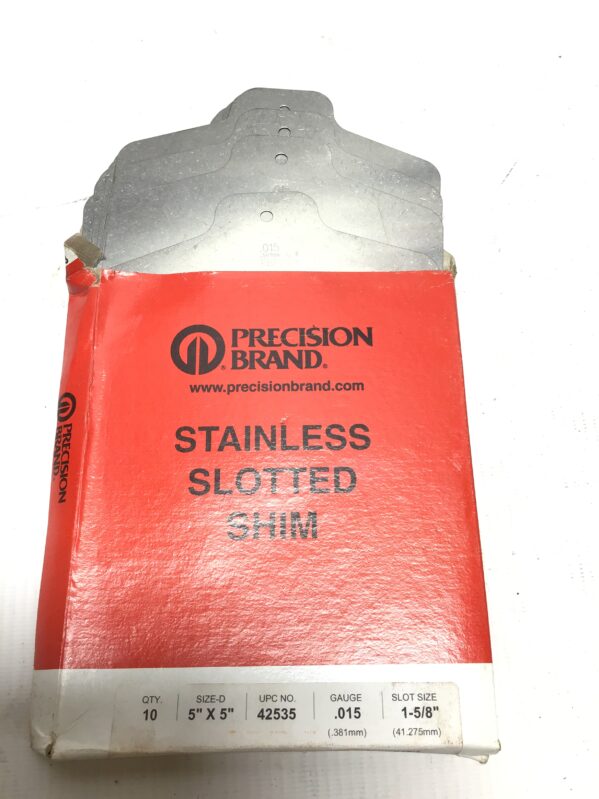 .015
PRECISION
BRAND®
www.precisionbrand.com
STAINLESS
SLOTTED
SHIM
PRECISION
BRAND
QTY.
10
SIZE-D
5" X 5"
UPC NO.
42535
GAUGE
.015
(.381mm)
SLOT SIZE
1-5/8"
(41.275mm)